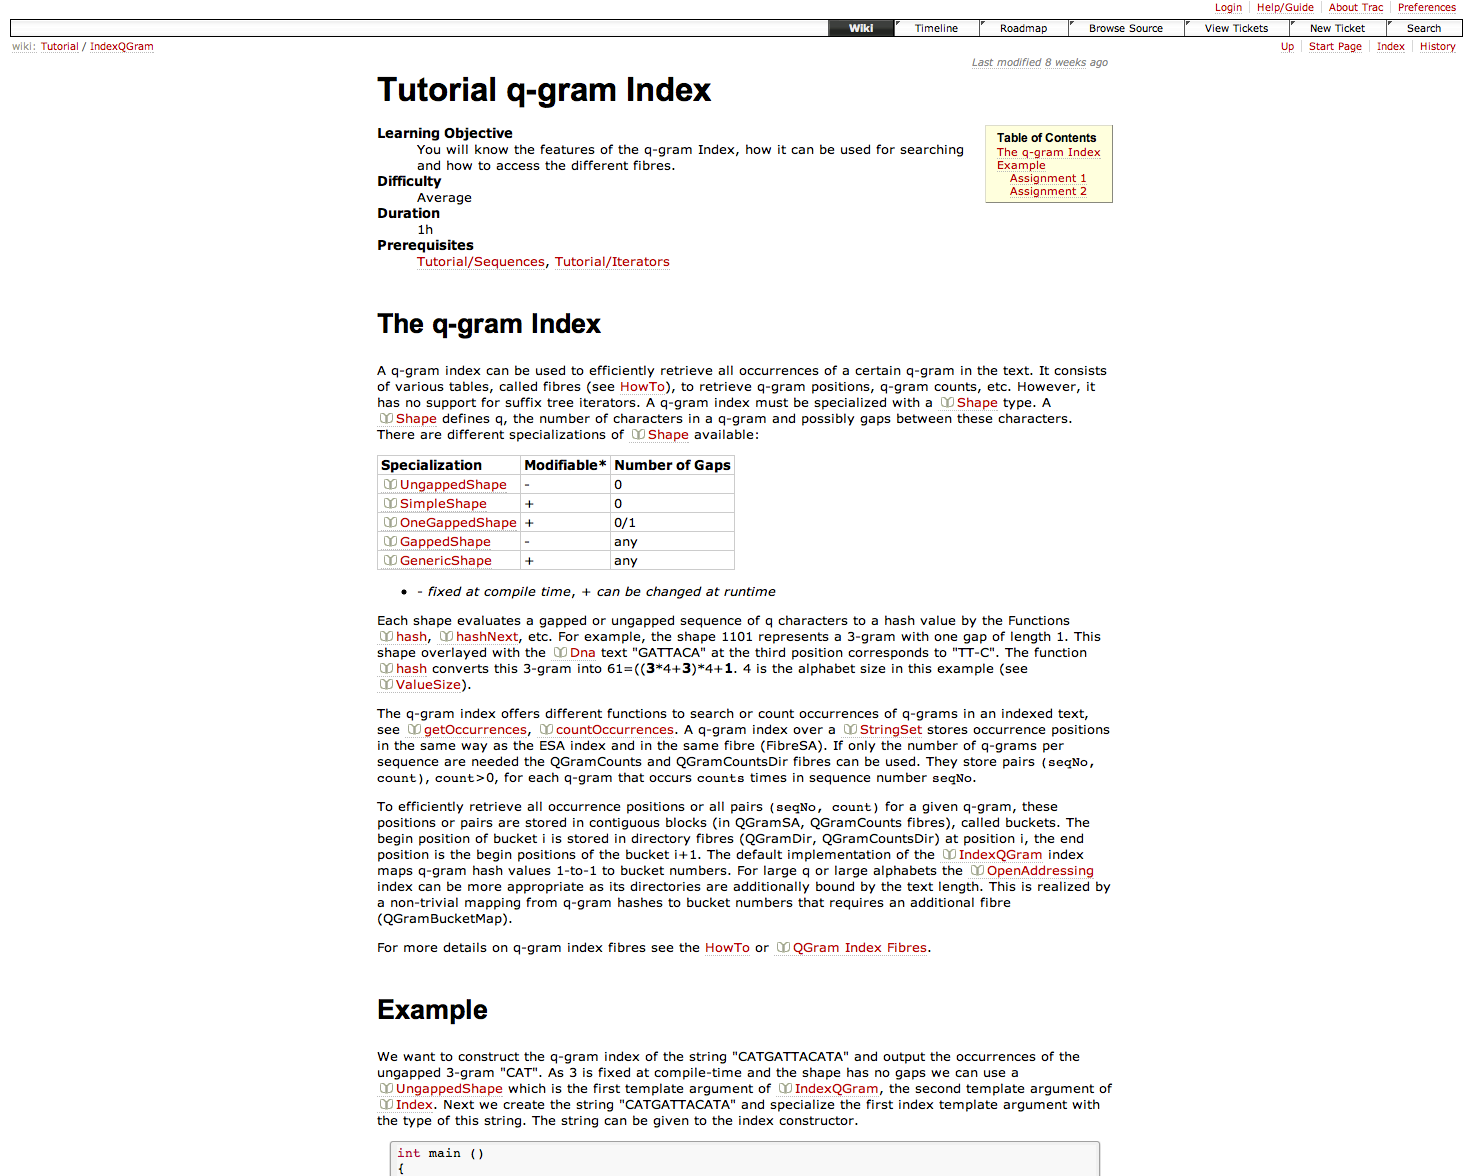 Login Help/Guide About Trac Preferences
Wiki Timeline Roadmap Browse Source View Tickets New Ticket Search
wiki: Tutorial / IndexQGram Up Start Page Index History
Last modified 8 weeks ago
Tutorial q-gram Index
Learning Objective
You will know the features of the q-gram Index, how it can be used for searching
and how to access the different fibres.
Difficulty
Average
Duration
1h
Prerequisites
Tutorial/Sequences, Tutorial/Iterators
Table of Contents
The q-gram Index
Example
Assignment 1
Assignment 2
The q-gram Index
A q-gram index can be used to efficiently retrieve all occurrences of a certain q-gram in the text. It consists
of various tables, called fibres (see HowTo), to retrieve q-gram positions, q-gram counts, etc. However, it
has no support for suffix tree iterators. A q-gram index must be specialized with a Shape type. A
Shape defines q, the number of characters in a q-gram and possibly gaps between these characters.
There are different specializations of Shape available:
Specialization Modifiable* Number of Gaps
UngappedShape - 0
SimpleShape + 0
OneGappedShape + 0/1
GappedShape - any
GenericShape + any
• - fixed at compile time, + can be changed at runtime
Each shape evaluates a gapped or ungapped sequence of q characters to a hash value by the Functions
hash, hashNext, etc. For example, the shape 1101 represents a 3-gram with one gap of length 1. This
shape overlayed with the Dna text "GATTACA" at the third position corresponds to "TT-C". The function
hash converts this 3-gram into 61=((3*4+3)*4+1. 4 is the alphabet size in this example (see
ValueSize).
The q-gram index offers different functions to search or count occurrences of q-grams in an indexed text,
see getOccurrences, countOccurrences. A q-gram index over a StringSet stores occurrence positions
in the same way as the ESA index and in the same fibre (FibreSA). If only the number of q-grams per
sequence are needed the QGramCounts and QGramCountsDir fibres can be used. They store pairs (seqNo,
count), count>0, for each q-gram that occurs counts times in sequence number seqNo.
To efficiently retrieve all occurrence positions or all pairs (seqNo, count) for a given q-gram, these
positions or pairs are stored in contiguous blocks (in QGramSA, QGramCounts fibres), called buckets. The
begin position of bucket i is stored in directory fibres (QGramDir, QGramCountsDir) at position i, the end
position is the begin positions of the bucket i+1. The default implementation of the IndexQGram index
maps q-gram hash values 1-to-1 to bucket numbers. For large q or large alphabets the OpenAddressing
index can be more appropriate as its directories are additionally bound by the text length. This is realized by
a non-trivial mapping from q-gram hashes to bucket numbers that requires an additional fibre
(QGramBucketMap).
For more details on q-gram index fibres see the HowTo or QGram Index Fibres.
Example
We want to construct the q-gram index of the string "CATGATTACATA" and output the occurrences of the
ungapped 3-gram "CAT". As 3 is fixed at compile-time and the shape has no gaps we can use a
UngappedShape which is the first template argument of IndexQGram, the second template argument of
Index. Next we create the string "CATGATTACATA" and specialize the first index template argument with
the type of this string. The string can be given to the index constructor.
int main ()
{